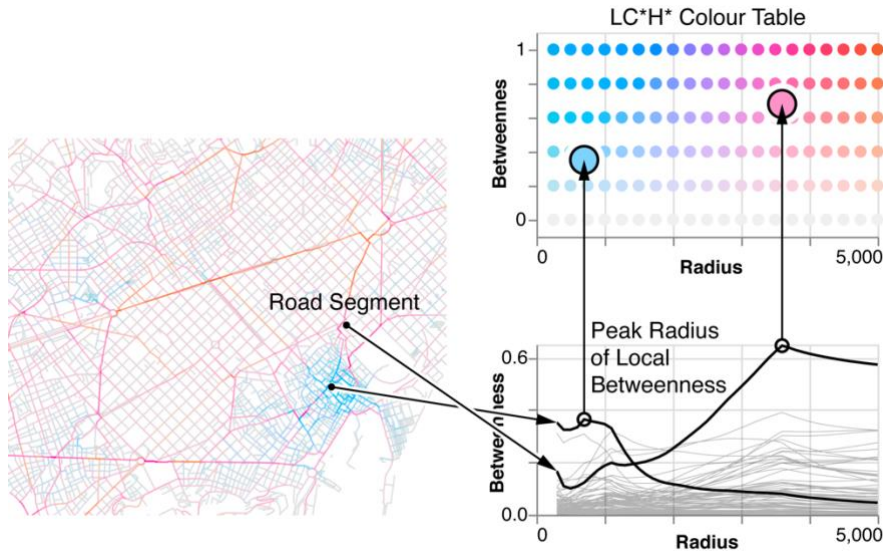 LC*H* Colour Table
Betweennes
1
0
0
5,000
Radius
Road Segment
Peak Radius
of Local
Betweenness
Betweenness
0.6
0.0
0
5,000
Radius